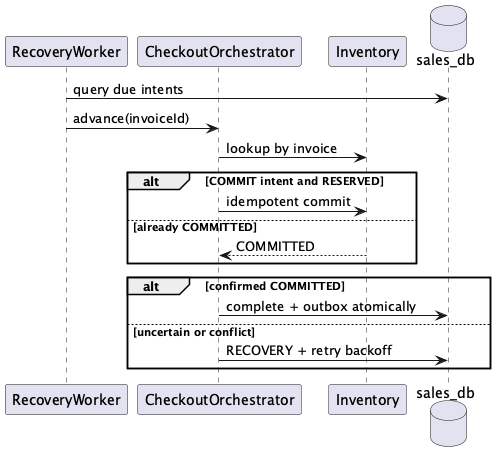 RecoveryWorker
CheckoutOrchestrator
Inventory
sales_db
query due intents
advance(invoiceId)
lookup by invoice
alt [COMMIT intent and RESERVED]
idempotent commit
[already COMMITTED]
COMMITTED
alt [confirmed COMMITTED]
complete + outbox atomically
[uncertain or conflict]
RECOVERY + retry backoff
RecoveryWorker
CheckoutOrchestrator
Inventory
sales_db